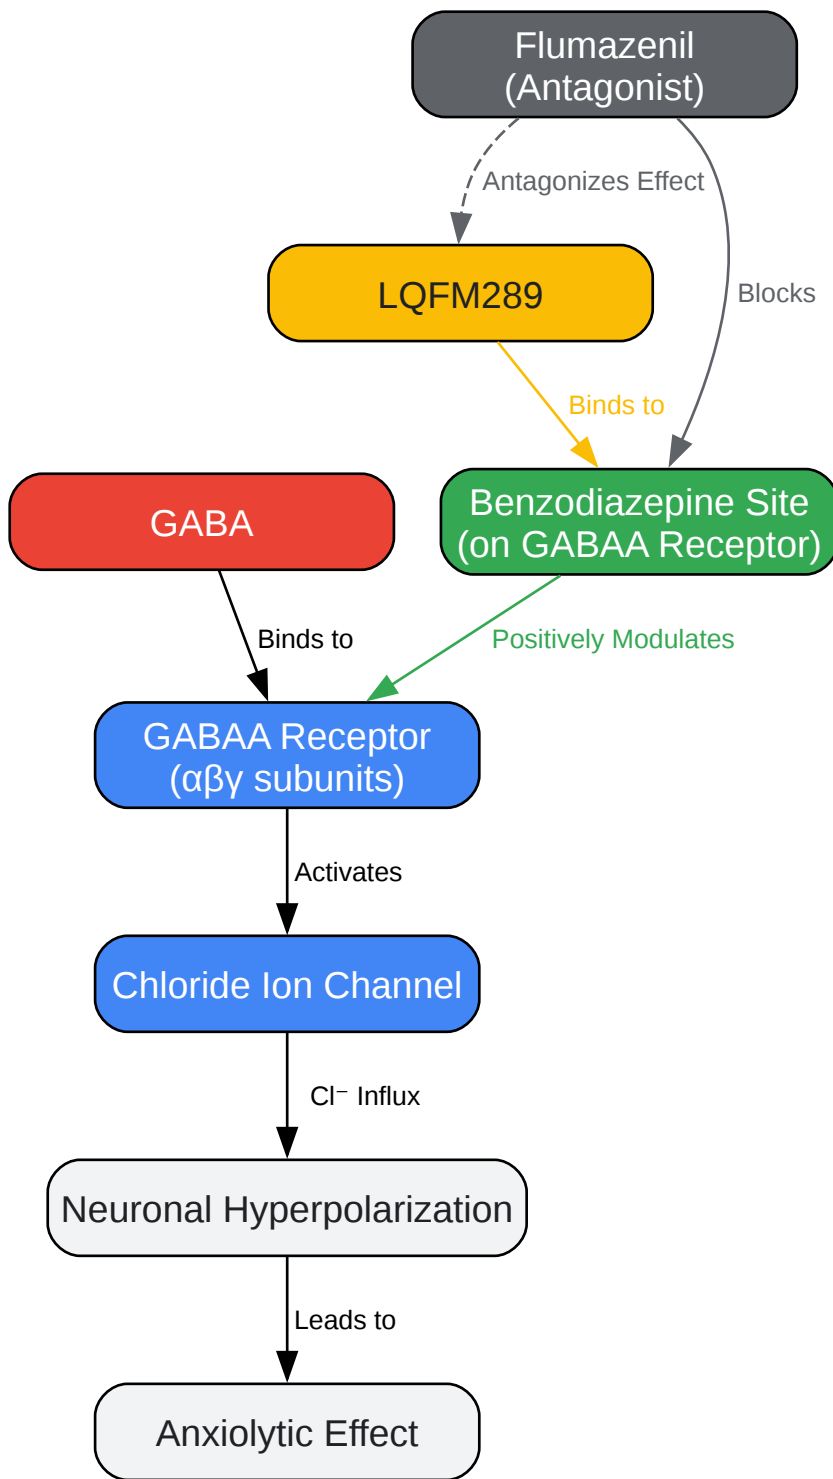 Flumazenil
(Antagonist)
Antagonizes Effect
LQFM289
Blocks
Binds to
GABA
Benzodiazepine Site
(on GABAA Receptor)
Binds to
Positively Modulates
GABAA Receptor
(αβγ subunits)
Activates
Chloride Ion Channel
Cl⁻ Influx
Neuronal Hyperpolarization
Leads to
Anxiolytic Effect